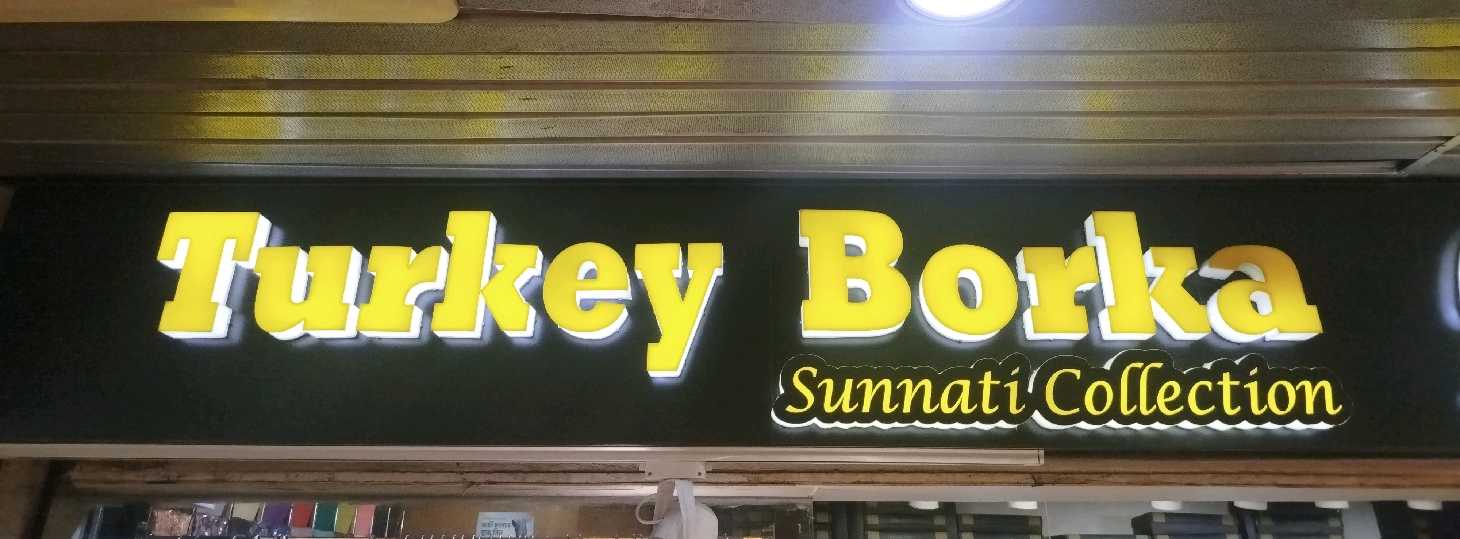 Turkey Borka
Sunnati Collection